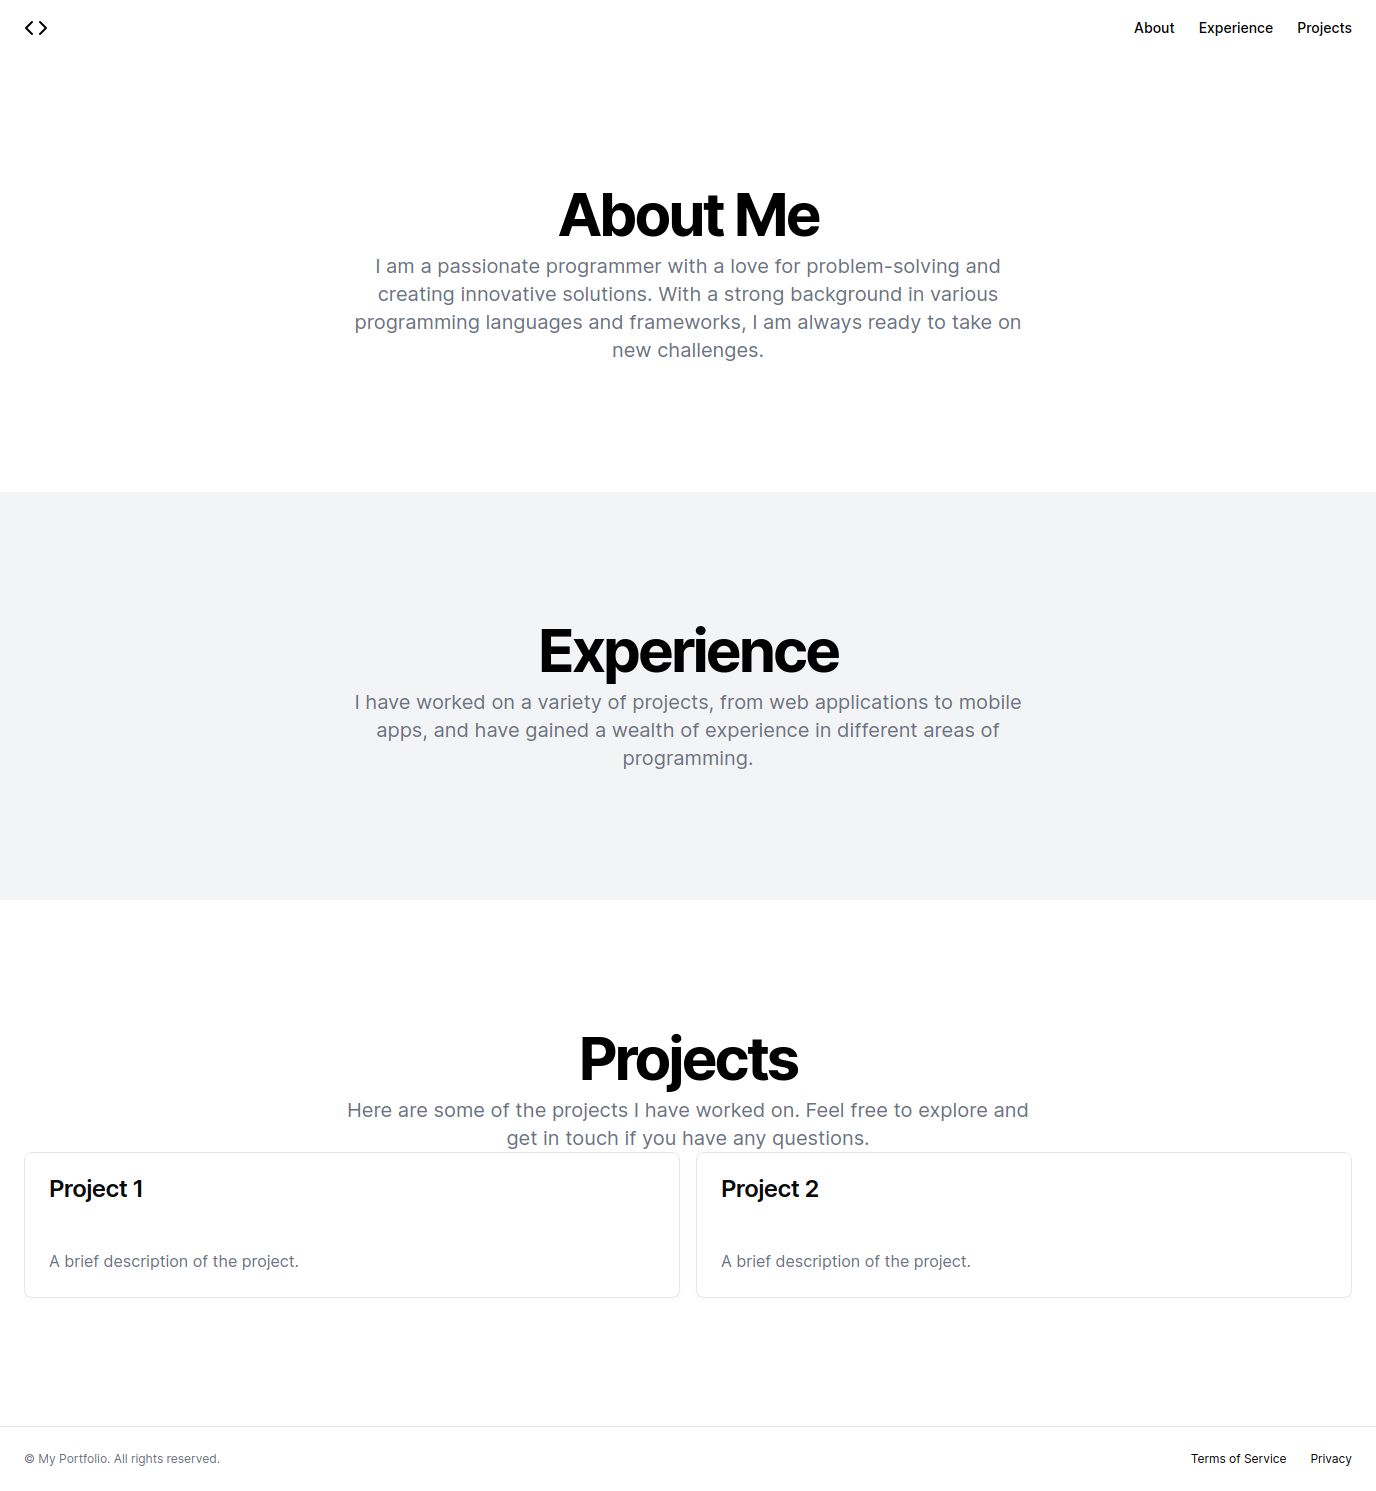 About Experience Projects
About Me
I am a passionate programmer with a love for problem-solving and
creating innovative solutions. With a strong background in various
programming languages and frameworks, I am always ready to take on
new challenges.
Experience
I have worked on a variety of projects, from web applications to mobile
apps, and have gained a wealth of experience in different areas of
programming.
Projects
Here are some of the projects I have worked on. Feel free to explore and
get in touch if you have any questions.
Project 1
A brief description of the project.
Project 2
A brief description of the project.
© My Portfolio. All rights reserved.
Terms of Service Privacy